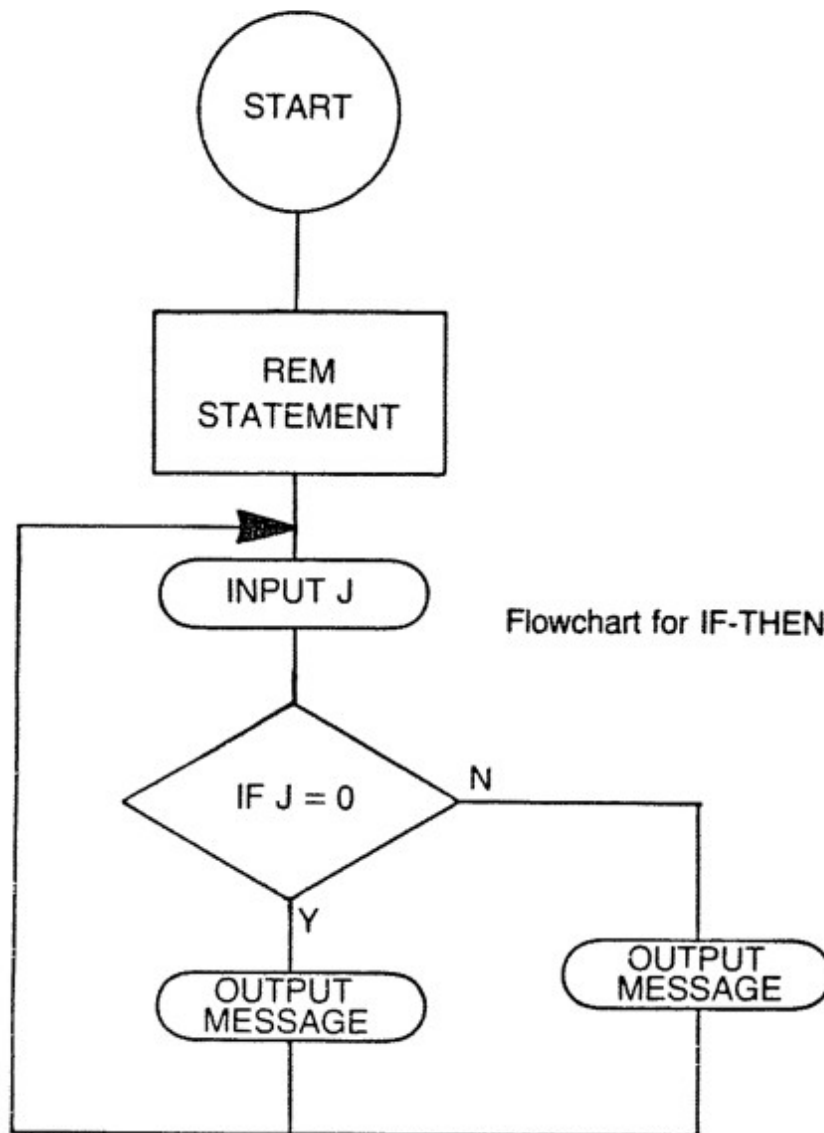 START
REM
STATEMENT
INPUT J
Flowchart for IF-THEN
IF J = 0
N
Y
OUTPUT
MESSAGE
OUTPUT
MESSAGE